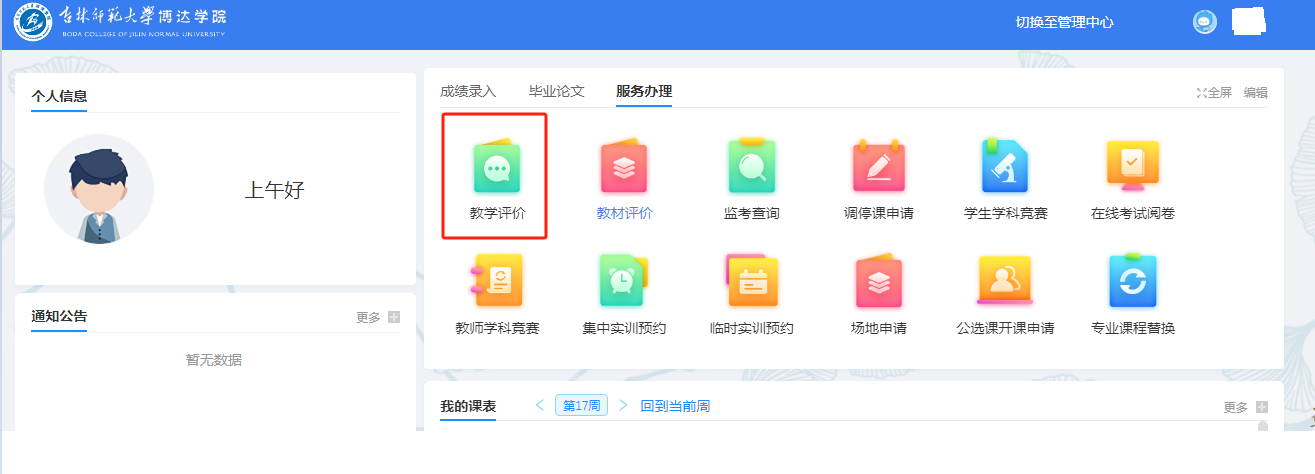 吉林师范大学博达学院
BODA COLLEGE OF JILIN NORMAL UNIVERSITY
切换至管理中心
个人信息
上午好
成绩录入 毕业论文 服务办理
全屏 编辑
教学评价 教材评价 监考查询 调停课申请 学生学科竞赛 在线考试阅卷
教师学科竞赛 集中实训预约 临时实训预约 场地申请 公选课开课申请 专业课程替换
通知公告 更多
暂无数据
我的课表 第17周 回到当前周 更多